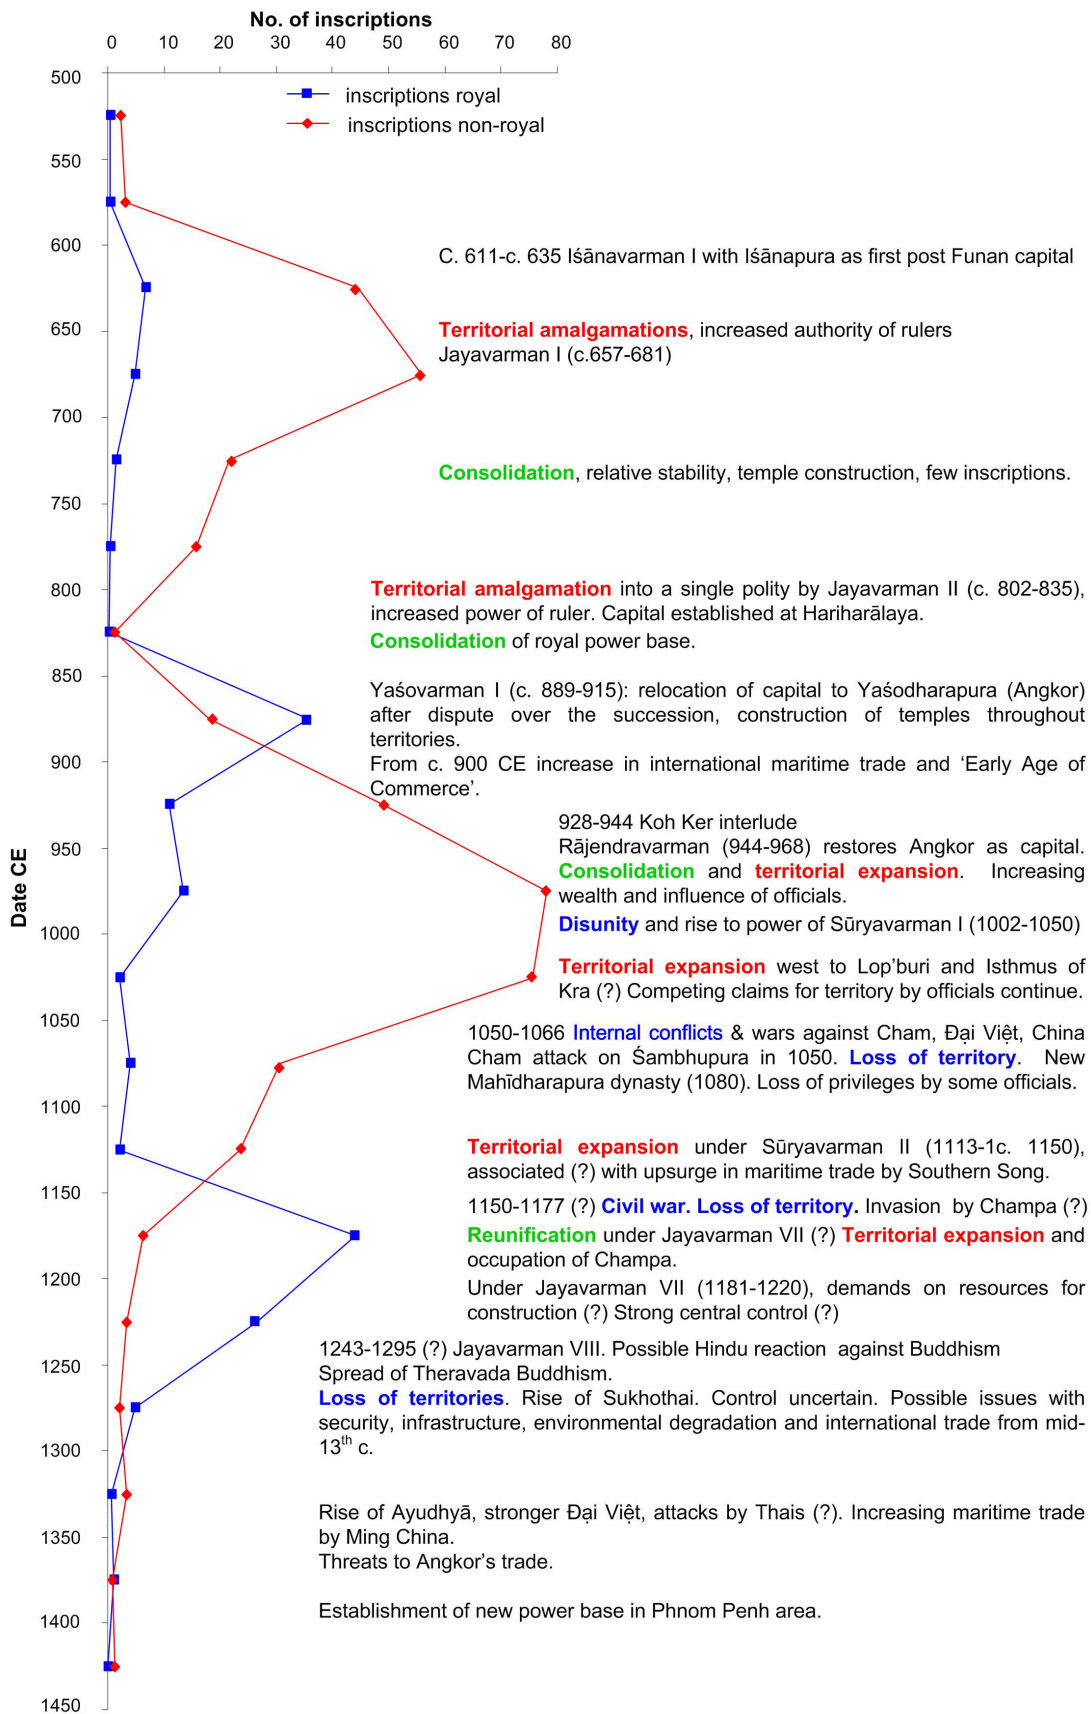 No. of inscriptions
0 10 20 30 40 50 60 70 80
500
inscriptions royal
inscriptions non-royal
550
600
C. 611-c. 635 Iśānavarman I with Iśānapura as first post Funan capital
650
Territorial amalgamations, increased authority of rulers
Jayavarman I (c.657-681)
700
Consolidation, relative stability, temple construction, few inscriptions.
750
800
Territorial amalgamation into a single polity by Jayavarman II (c. 802-835),
increased power of ruler. Capital established at Hariharālaya.
Consolidation of royal power base.
850
Yaśovarman I (c. 889-915): relocation of capital to Yaśodharapura (Angkor)
after dispute over the succession, construction of temples throughout
territories.
900
From c. 900 CE increase in international maritime trade and ‘Early Age of
Commerce’.
928-944 Koh Ker interlude
Rājendravarman (944-968) restores Angkor as capital.
950
Consolidation and territorial expansion. Increasing
wealth and influence of officials.
Date CE
Disunity and rise to power of Sūryavarman I (1002-1050)
1000
Territorial expansion west to Lop’buri and Isthmus of
Kra (?) Competing claims for territory by officials continue.
1050
1050-1066 Internal conflicts & wars against Cham, Đại Việt, China
Cham attack on Śambhupura in 1050. Loss of territory. New
Mahīdharapura dynasty (1080). Loss of privileges by some officials.
1100
Territorial expansion under Sūryavarman II (1113-1c. 1150),
associated (?) with upsurge in maritime trade by Southern Song.
1150
1150-1177 (?) Civil war. Loss of territory. Invasion by Champa (?)
Reunification under Jayavarman VII (?) Territorial expansion and
occupation of Champa.
1200
Under Jayavarman VII (1181-1220), demands on resources for
construction (?) Strong central control (?)
1250
1243-1295 (?) Jayavarman VIII. Possible Hindu reaction against Buddhism
Spread of Theravada Buddhism.
Loss of territories. Rise of Sukhothai. Control uncertain. Possible issues with
security, infrastructure, environmental degradation and international trade from mid-
13th c.
1300
Rise of Ayudhyā, stronger Đại Việt, attacks by Thais (?). Increasing maritime trade
by Ming China.
1350
Threats to Angkor’s trade.
1400
Establishment of new power base in Phnom Penh area.
1450